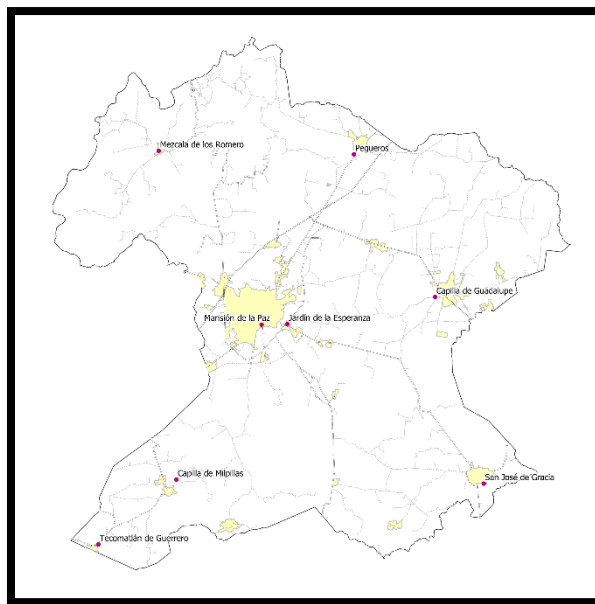 Mezcala de los Romero
Pegueros
Capilla de Guadalupe
Mansión de la Paz
Jardín de la Esperanza
Capilla de Milpillas
San José de Gracia
Tecomatlán de Guerrero